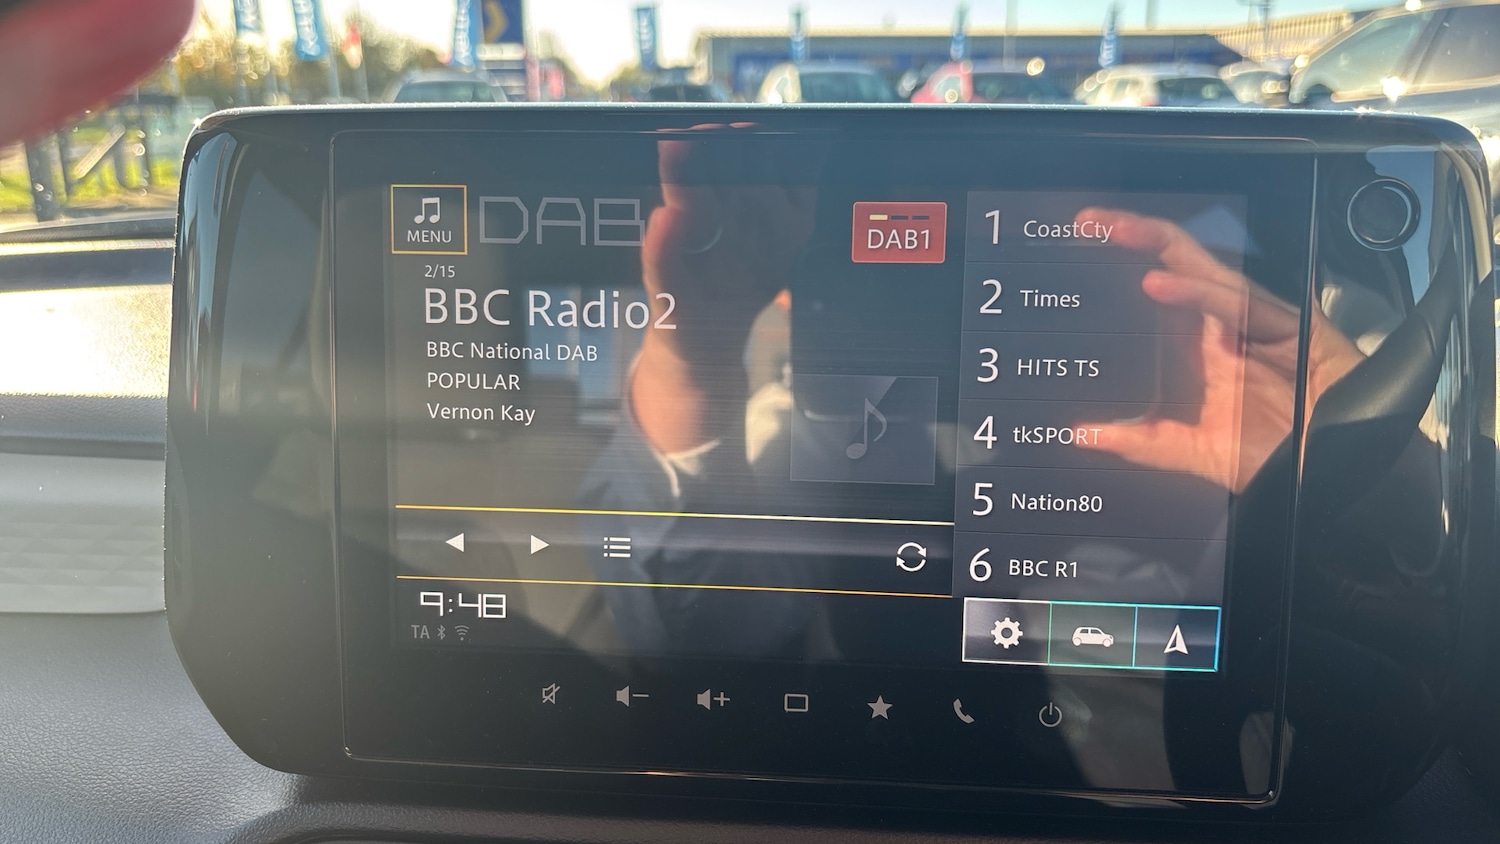 MENU
DAB
DAB1
2/15
BBC Radio2
BBC National DAB
POPULAR
Vernon Kay
9:48
TA
1 CoastCty
2 Times
3 HITS TS
4 tkSPORT
5 Nation80
6 BBC R1